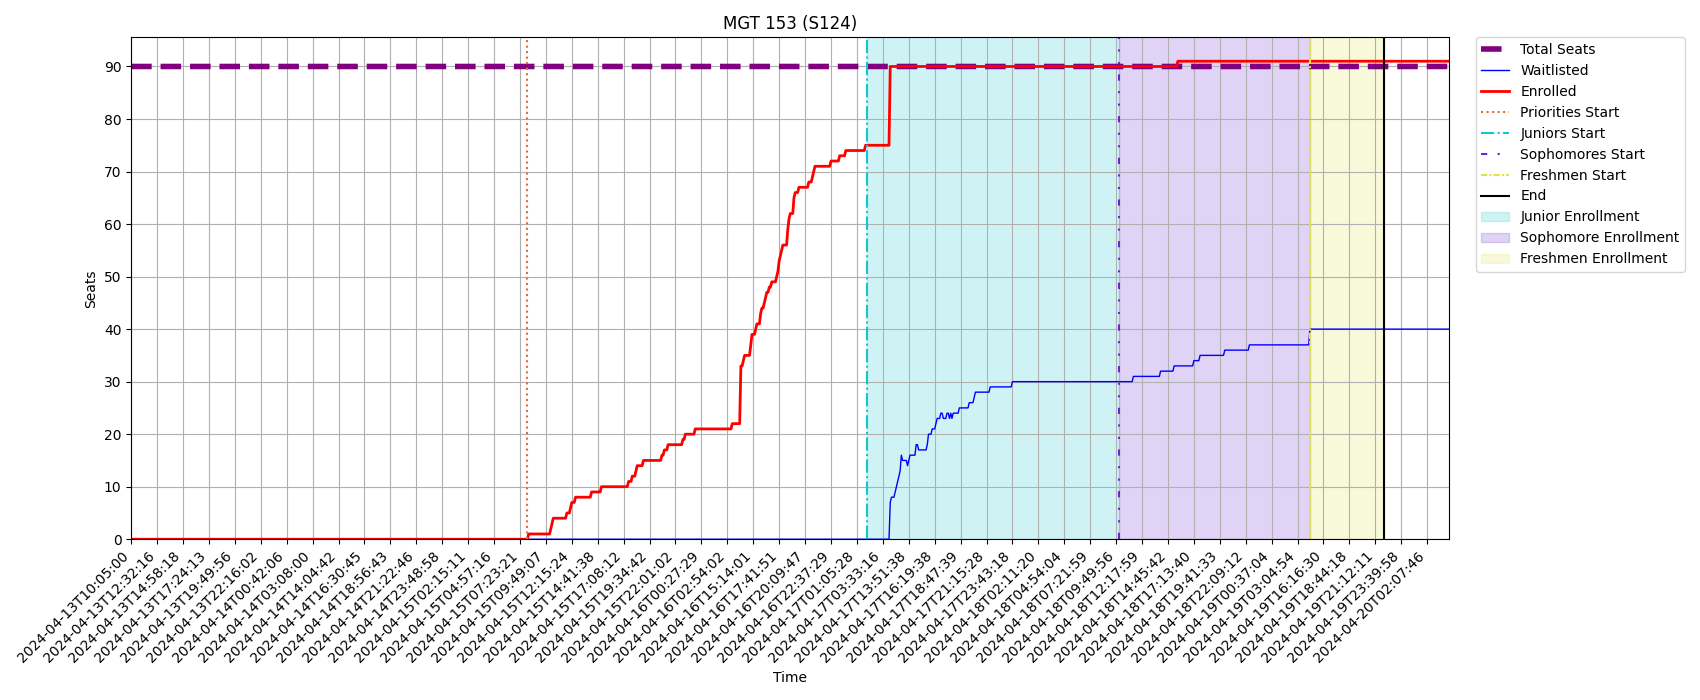 MGT 153 (S124)
Seats
90
80
70
60
50
40
30
20
10
0
2024-04-13T10:05:00
2024-04-13T12:32:16
2024-04-13T14:58:18
2024-04-13T17:24:13
2024-04-13T19:49:56
2024-04-13T22:16:02
2024-04-14T00:42:06
2024-04-14T03:08:00
2024-04-14T14:04:42
2024-04-14T16:30:45
2024-04-14T18:56:43
2024-04-14T21:22:46
2024-04-14T23:48:58
2024-04-15T02:15:11
2024-04-15T04:57:16
2024-04-15T07:23:21
2024-04-15T09:49:07
2024-04-15T12:15:24
2024-04-15T14:41:38
2024-04-15T17:08:12
2024-04-15T19:34:42
2024-04-15T22:01:02
2024-04-16T00:27:29
2024-04-16T02:54:02
2024-04-16T15:14:01
2024-04-16T17:41:51
2024-04-16T20:09:47
2024-04-16T22:37:29
2024-04-17T01:05:28
2024-04-17T03:33:16
2024-04-17T13:51:38
2024-04-17T16:19:38
2024-04-17T18:47:39
2024-04-17T21:15:28
2024-04-17T23:43:18
2024-04-18T02:11:20
2024-04-18T04:54:04
2024-04-18T07:21:59
2024-04-18T09:49:56
2024-04-18T12:17:59
2024-04-18T14:45:42
2024-04-18T17:13:40
2024-04-18T19:41:33
2024-04-18T22:09:12
2024-04-19T00:37:04
2024-04-19T03:04:54
2024-04-19T16:16:30
2024-04-19T18:44:18
2024-04-19T21:12:11
2024-04-19T23:39:58
2024-04-20T02:07:46
Time
Total Seats
Waitlisted
Enrolled
Priorities Start
Juniors Start
Sophomores Start
Freshmen Start
End
Junior Enrollment
Sophomore Enrollment
Freshmen Enrollment